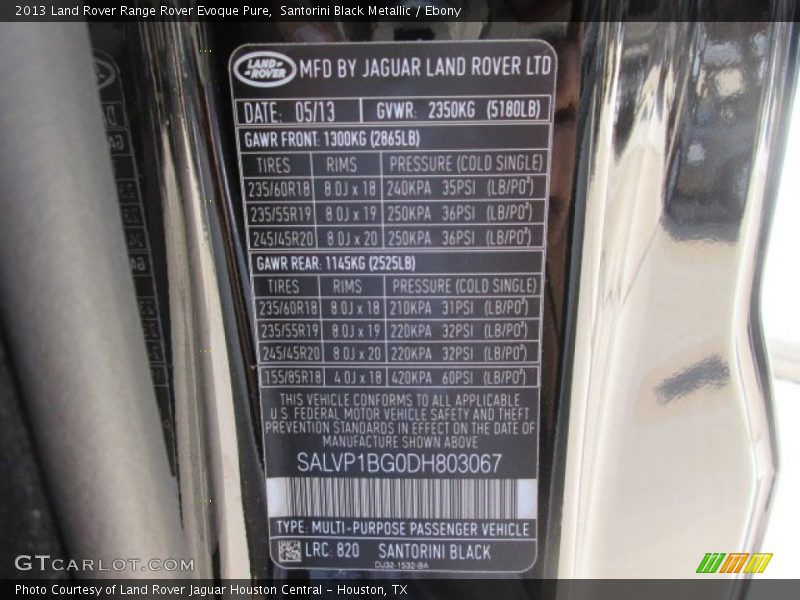 2013 Land Rover Range Rover Evoque Pure,  Santorini Black Metallic / Ebony
LAND-ROVER MFD BY JAGUAR LAND ROVER LTD
DATE: 05/13 GVWR: 2350KG (5180LB)
GAWR FRONT: 1300KG (2865LB)
TIRES RIMS PRESSURE (COLD SINGLE)
235/60R18 8.0J x 18 240KPA 35PSI (LB/PO²)
235/55R19 8.0J x 19 250KPA 36PSI (LB/PO²)
245/45R20 8.0J x 20 250KPA 36PSI (LB/PO²)
GAWR REAR: 1145KG (2525LB)
TIRES RIMS PRESSURE (COLD SINGLE)
235/60R18 8.0J x 18 210KPA 31PSI (LB/PO²)
235/55R19 8.0J x 19 220KPA 32PSI (LB/PO²)
245/45R20 8.0J x 20 220KPA 32PSI (LB/PO²)
155/85R18 4.0J x 18 420KPA 60PSI (LB/PO²)
THIS VEHICLE CONFORMS TO ALL APPLICABLE
U.S. FEDERAL MOTOR VEHICLE SAFETY AND THEFT
PREVENTION STANDARDS IN EFFECT ON THE DATE OF
MANUFACTURE SHOWN ABOVE
SALVP1BG0DH803067
TYPE: MULTI-PURPOSE PASSENGER VEHICLE
LRC: 820 SANTORINI BLACK
DJ32-1532-BA
GTCARLOT.COM
Photo Courtesy of Land Rover Jaguar Houston Central - Houston, TX